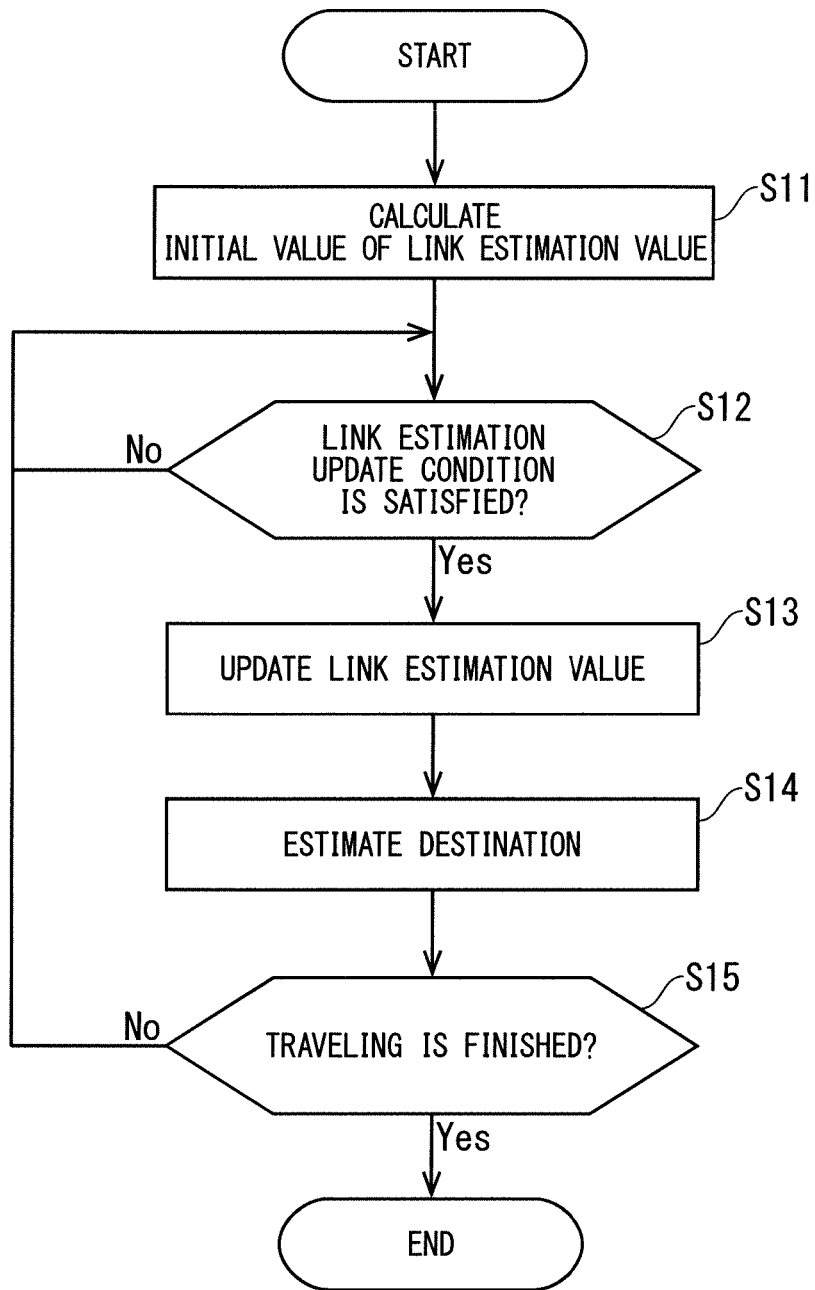 START
S11
CALCULATE
INITIAL VALUE OF LINK ESTIMATION VALUE
S12
LINK ESTIMATION
UPDATE CONDITION
IS SATISFIED?
No
Yes
S13
UPDATE LINK ESTIMATION VALUE
S14
ESTIMATE DESTINATION
S15
No
TRAVELING IS FINISHED?
Yes
END